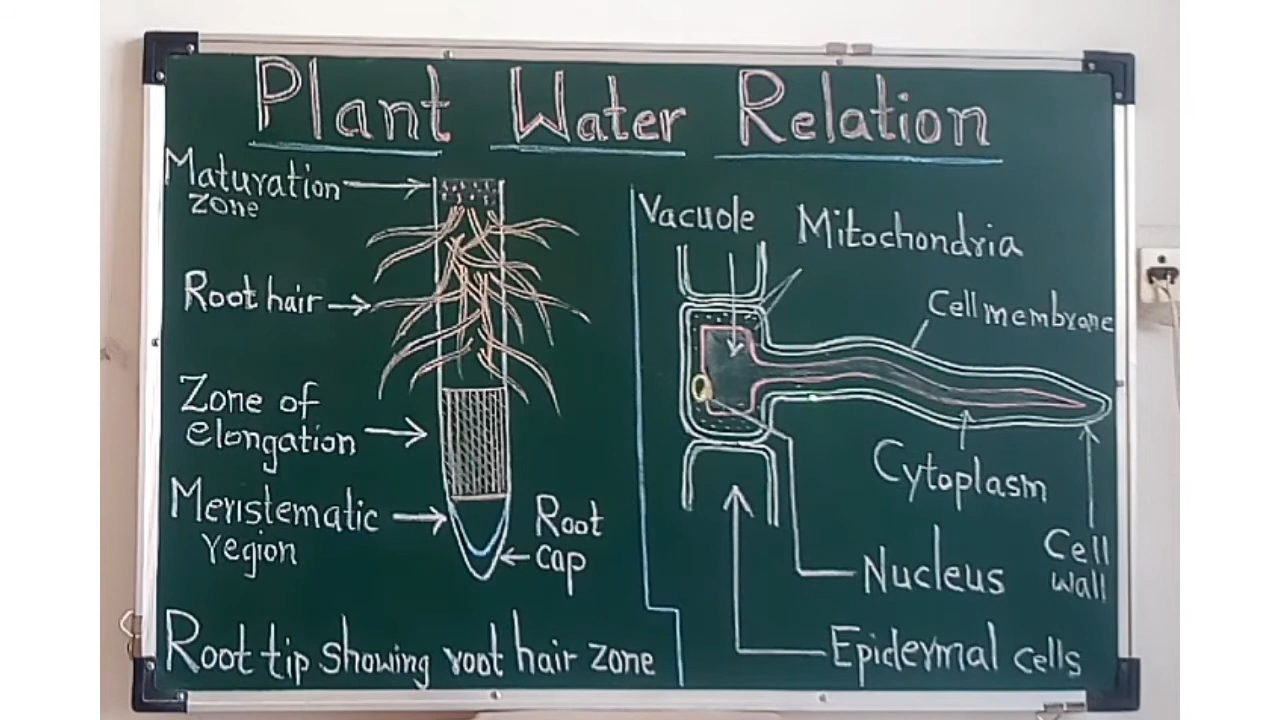 Plant Water Relation
Maturation
zone
Root hair
Zone of
elongation
Meristematic
region
Root
cap
Root tip showing root hair zone
Vacuole
Mitochondria
Cell membrane
Cytoplasm
Cell
wall
Nucleus
Epidermal cells